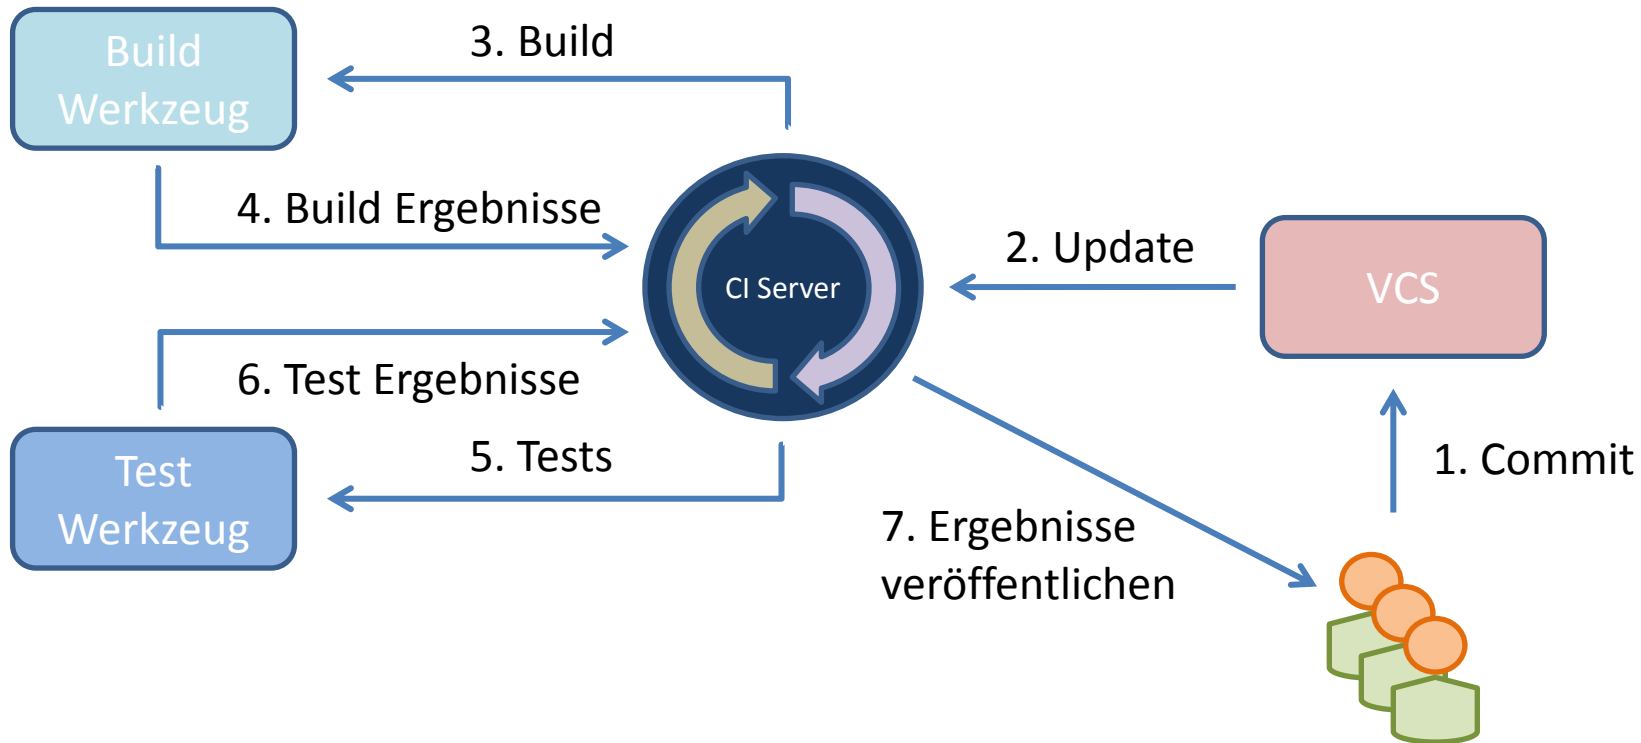 Build
Werkzeug
3. Build
4. Build Ergebnisse
CI Server
2. Update
VCS
6. Test Ergebnisse
5. Tests
Test
Werkzeug
1. Commit
7. Ergebnisse
veröffentlichen